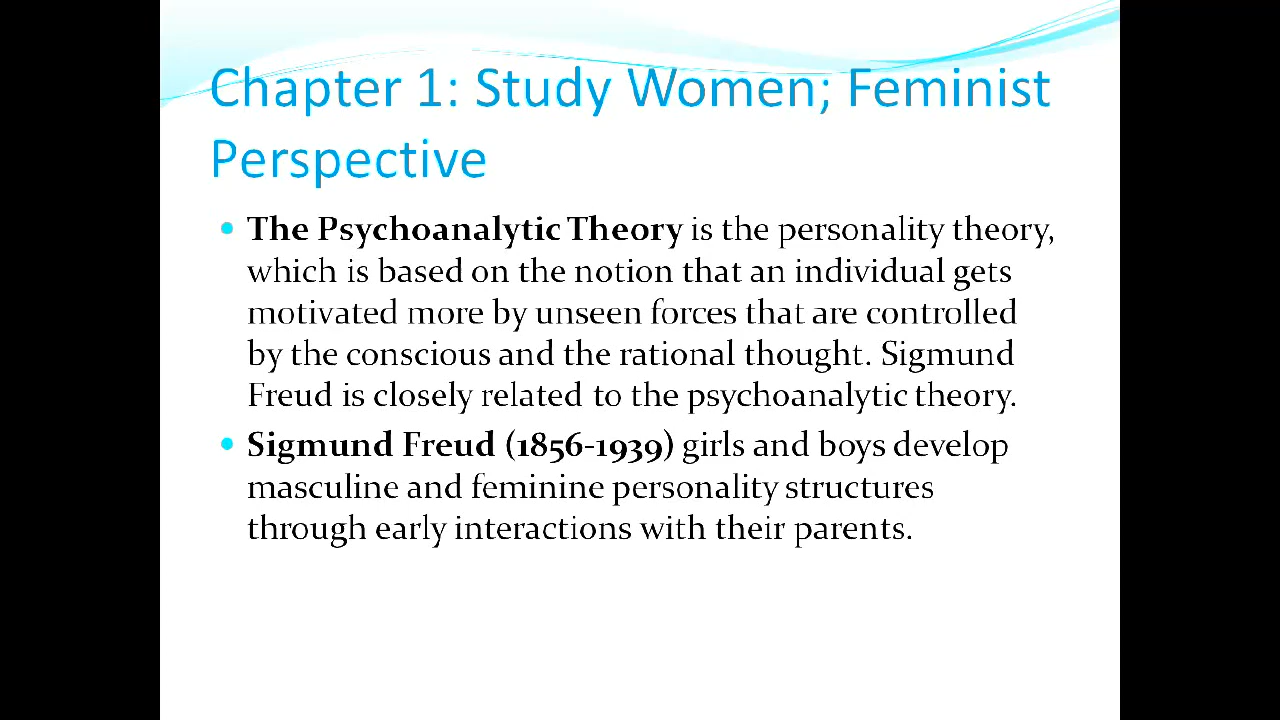 Chapter 1: Study Women; Feminist
Perspective
• The Psychoanalytic Theory is the personality theory,
which is based on the notion that an individual gets
motivated more by unseen forces that are controlled
by the conscious and the rational thought. Sigmund
Freud is closely related to the psychoanalytic theory.
• Sigmund Freud (1856-1939) girls and boys develop
masculine and feminine personality structures
through early interactions with their parents.